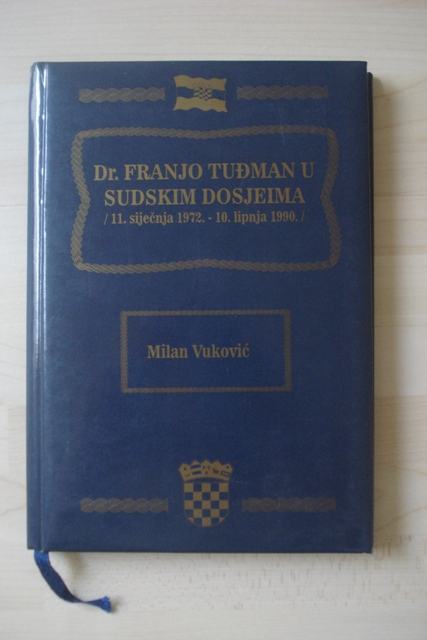 Dr. FRANJO TUĐMAN U
SUDSKIM DOSJEIMA
/ 11. siječnja 1972. - 10. lipnja 1990. /
Milan Vuković